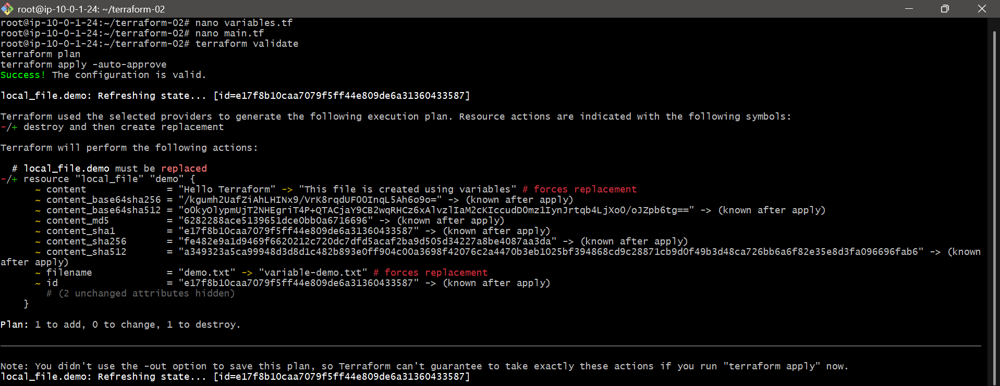 root@ip-10-0-1-24: ~/terraform-02
root@ip-10-0-1-24:~/terraform-02# nano variables.tf
root@ip-10-0-1-24:~/terraform-02# nano main.tf
root@ip-10-0-1-24:~/terraform-02# terraform validate
terraform plan
terraform apply -auto-approve
Success! The configuration is valid.
local_file.demo: Refreshing state... [id=e17f8b10caa7079f5ff44e809de6a31360433587]
Terraform used the selected providers to generate the following execution plan. Resource actions are indicated with the following symbols:
-/+ destroy and then create replacement
Terraform will perform the following actions:
# local_file.demo must be replaced
-/+ resource "local_file" "demo" {
~ content = "Hello Terraform" -> "This file is created using variables" # forces replacement
~ content_base64sha256 = "/kgumh2UafZiAhLHINx9/VrK8rqdUF0OInqL5Ah6o9o=" -> (known after apply)
~ content_base64sha512 = "o0kyOlypmUjT2NHEgriT4P+QTACjaY9CB2wqRHCz6xAlvzlIaM2cKIccudD0mz1IynJrtqb4LjXo0/oJZpb6tg==" -> (known after apply)
~ content_md5 = "6282288ace5139651dce0bb0a6716696" -> (known after apply)
~ content_sha1 = "e17f8b10caa7079f5ff44e809de6a31360433587" -> (known after apply)
~ content_sha256 = "fe482e9a1d9469f6620212c720dc7dfd5acaf2ba9d505d34227a8be4087aa3da" -> (known after apply)
~ content_sha512 = "a349323a5ca99948d3d8d1c482b893e0ff904c00a3698f42076c2a4470b3eb1025bf394868cd9c28871cb9d0f49b3d48ca726bb6a6f82e35e8d3fa096696fab6" -> (known
after apply)
~ filename = "demo.txt" -> "variable-demo.txt" # forces replacement
~ id = "e17f8b10caa7079f5ff44e809de6a31360433587" -> (known after apply)
# (2 unchanged attributes hidden)
}
Plan: 1 to add, 0 to change, 1 to destroy.
Note: You didn't use the -out option to save this plan, so Terraform can't guarantee to take exactly these actions if you run "terraform apply" now.
local_file.demo: Refreshing state... [id=e17f8b10caa7079f5ff44e809de6a31360433587]